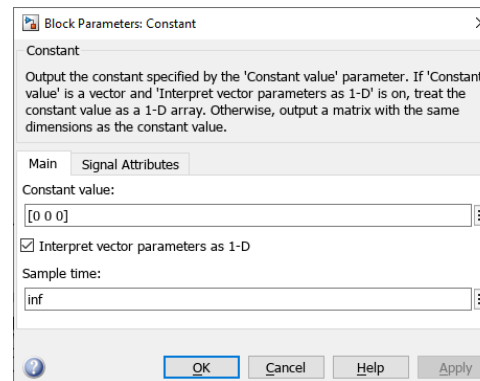 Block Parameters: Constant
Constant
Output the constant specified by the 'Constant value' parameter. If 'Constant
value' is a vector and 'Interpret vector parameters as 1-D' is on, treat the
constant value as a 1-D array. Otherwise, output a matrix with the same
dimensions as the constant value.
Main Signal Attributes
Constant value:
[0 0 0]
Interpret vector parameters as 1-D
Sample time:
inf
OK Cancel Help Apply